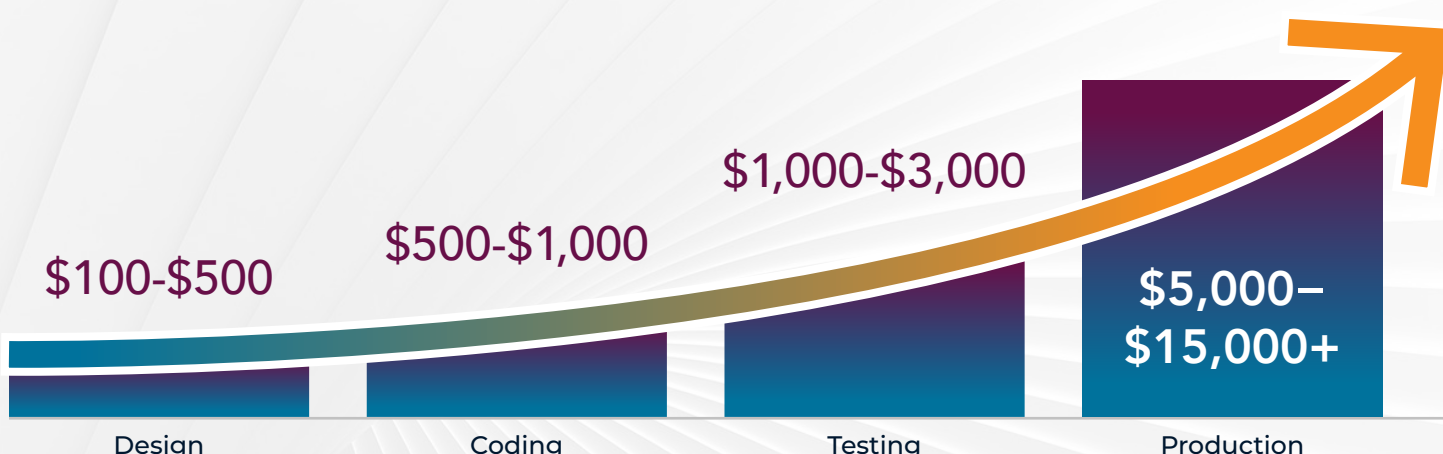 $100-$500
$500-$1,000
$1,000-$3,000
$5,000–
$15,000+
Design
Coding
Testing
Production